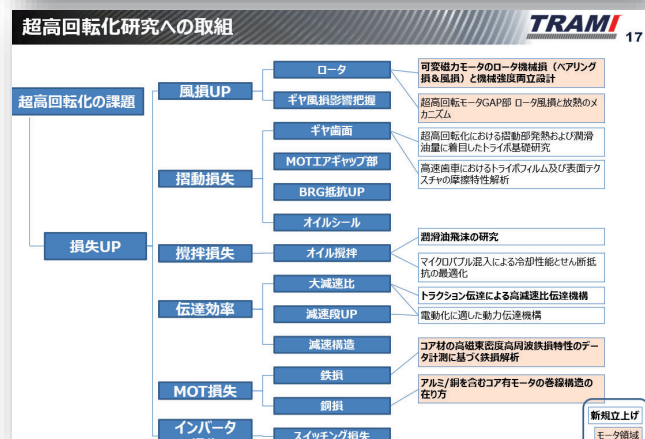 超高回転化研究への取組
TRAMI
17
超高回転化の課題
損失UP
風損UP
ロータ
ギヤ風損影響把握
摺動損失
ギヤ歯面
MOTエアギャップ部
BRG抵抗UP
オイルシール
攪拌損失
オイル攪拌
伝達効率
大減速比
減速段UP
減速構造
MOT損失
鉄損
銅損
インバータ
スイッチング損失
可変磁力モータのロータ機械損（ベアリング
損＆風損）と機械強度両立設計
超高回転モータGAP部 ロータ風損と放熱のメ
カニズム
超高回転化における摺動部発熱および潤滑
油量に着目したトライボ基礎研究
高速歯車におけるトライボフィルム及び表面テク
スチャの摩擦特性解析
潤滑油飛沫の研究
マイクロバブル混入による冷却性能とせん断抵
抗の最適化
トラクション伝達による高減速比伝達機構
電動化に適した動力伝達機構
コア材の高磁束密度高周波鉄損特性のデー
タ計測に基づく鉄損解析
アルミ/銅を含むコア有モータの巻線構造の
在り方
新規立上げ
モータ領域